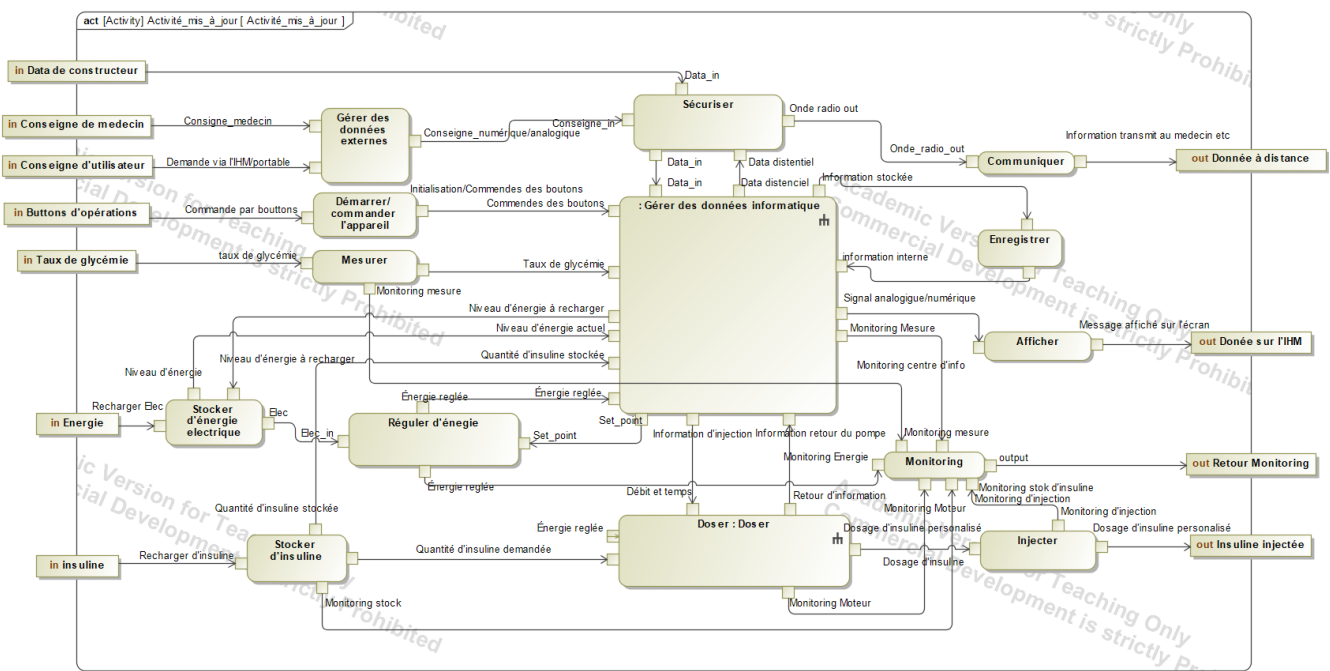 act [Activity] Activité_mis_à_jour [ Activité_mis_à_jour ]
in Data de constructeur
Data_in
in Consigne de medecin
Consigne_medecin
Gérer des
données
externes
Conseigne_numérique/analogique
Conseigne_in
Sécuriser
Onde radio out
Onde_radio_out
Communiquer
Information transmit au medecin etc
out Donnée à distance
in Consigne d'utilisateur
Demande via l'IHM/portable
Data_in
Data distentiel
Data_in
Data distenciel
Information stockée
in Buttons d'opérations
Commande par bouttons
Démarrer/
commander
l'appareil
Initialisation/Commendes des boutons
Commendes des boutons
: Gérer des données informatique
Enregistrer
information interne
in Taux de glycémie
taux de glycémie
Mesurer
Taux de glycémie
Monitoring mesure
Niveau d'énergie à recharger
Niveau d'énergie actuel
Quantité d'insuline stockée
Signal analogigue/numérique
Monitoring Mesure
Monitoring centre d'info
Afficher
Message affiché sur l'écran
out Donée sur l'IHM
Niveau d'énergie à recharger
Niveau d'énergie
in Energie
Recharger Elec
Stocker
d'énergie
electrique
Elec
Elec_in
Énergie reglée
Énergie reglée
Réguler d'énegie
Set_point
Set_point
Information d'injection
Information retour du pompe
Monitoring mesure
Monitoring Energie
Monitoring
output
out Retour Monitoring
Énergie reglée
Débit et temps
Retour d'information
Monitoring stok d'insuline
Monitoring d'injection
Monitoring Moteur
Monitoring d'injection
Quantité d'insuline stockée
in insuline
Recharger d'insuline
Stocker
d'insuline
Quantité d'insuline demandée
Énergie reglée
Doser : Doser
Dosage d'insuline personalisé
Dosage d'insuline
Injecter
Dosage d'insuline personalisé
out Insuline injectée
Monitoring stock
Monitoring Moteur
Academic Version for Teaching Only
Commercial Development is strictly Prohibited